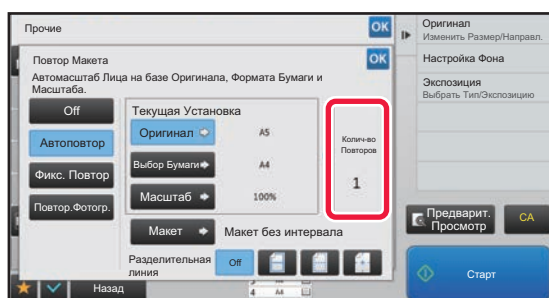 Прочие
OK
Повтор Макета
OK
Автомасштаб Лица на базе Оригинала, Формата Бумаги и
Масштаба.
Off
Автоповтор
Фикс. Повтор
Повтор.Фотогр.
Текущая Установка
Оригинал
A5
Выбор Бумаги
A4
Масштаб
100%
Колич-во
Повторов
1
Макет
Макет без интервала
Разделительная
линия
Off
Назад
4 A4
Оригинал
Изменить Размер/Направл.
Настройка Фона
Экспозиция
Выбрать Тип/Экспозицию
Предварит.
Просмотр
CA
Старт